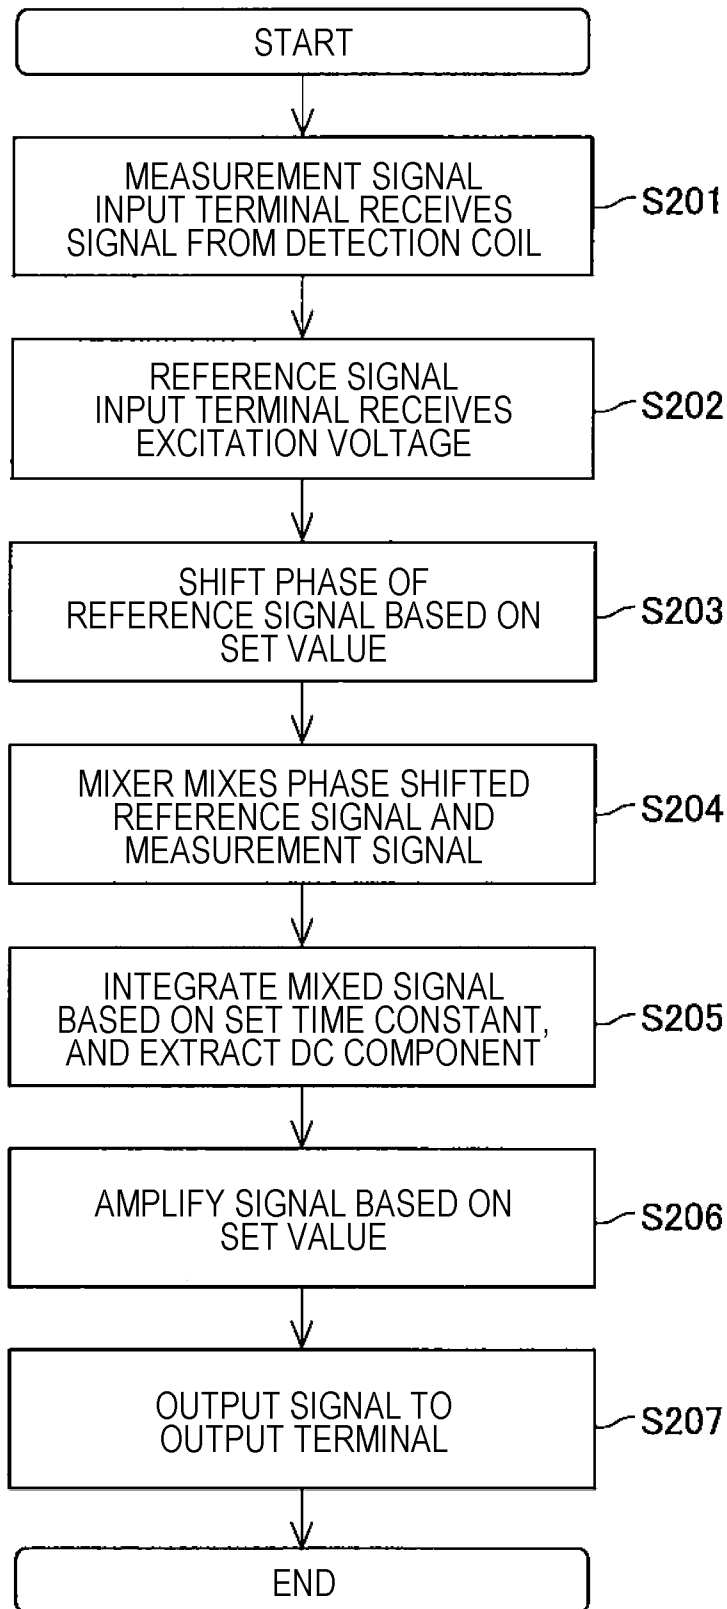 START
MEASUREMENT SIGNAL
INPUT TERMINAL RECEIVES
SIGNAL FROM DETECTION COIL
S201
REFERENCE SIGNAL
INPUT TERMINAL RECEIVES
EXCITATION VOLTAGE
S202
SHIFT PHASE OF
REFERENCE SIGNAL BASED ON
SET VALUE
S203
MIXER MIXES PHASE SHIFTED
REFERENCE SIGNAL AND
MEASUREMENT SIGNAL
S204
INTEGRATE MIXED SIGNAL
BASED ON SET TIME CONSTANT,
AND EXTRACT DC COMPONENT
S205
AMPLIFY SIGNAL BASED ON
SET VALUE
S206
OUTPUT SIGNAL TO
OUTPUT TERMINAL
S207
END